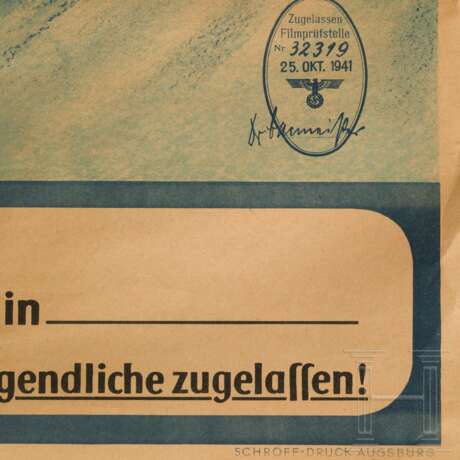 Zugelassen
Filmprüfstelle
Nr 32319
25. OKT. 1941
in
gendliche zugelaſſen!
SCHROFF-DRUCK AUGSBURG